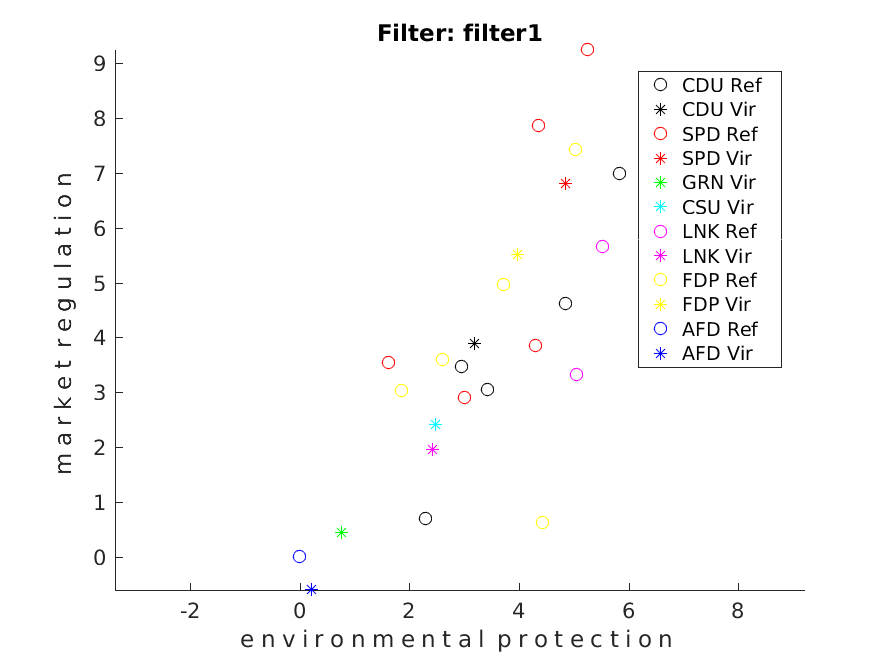 Filter: filter1
9
8
7
6
5
4
3
2
1
0
market regulation
-2 0 2 4 6 8
environmental protection
CDU Ref
CDU Vir
SPD Ref
SPD Vir
GRN Vir
CSU Vir
LNK Ref
LNK Vir
FDP Ref
FDP Vir
AFD Ref
AFD Vir